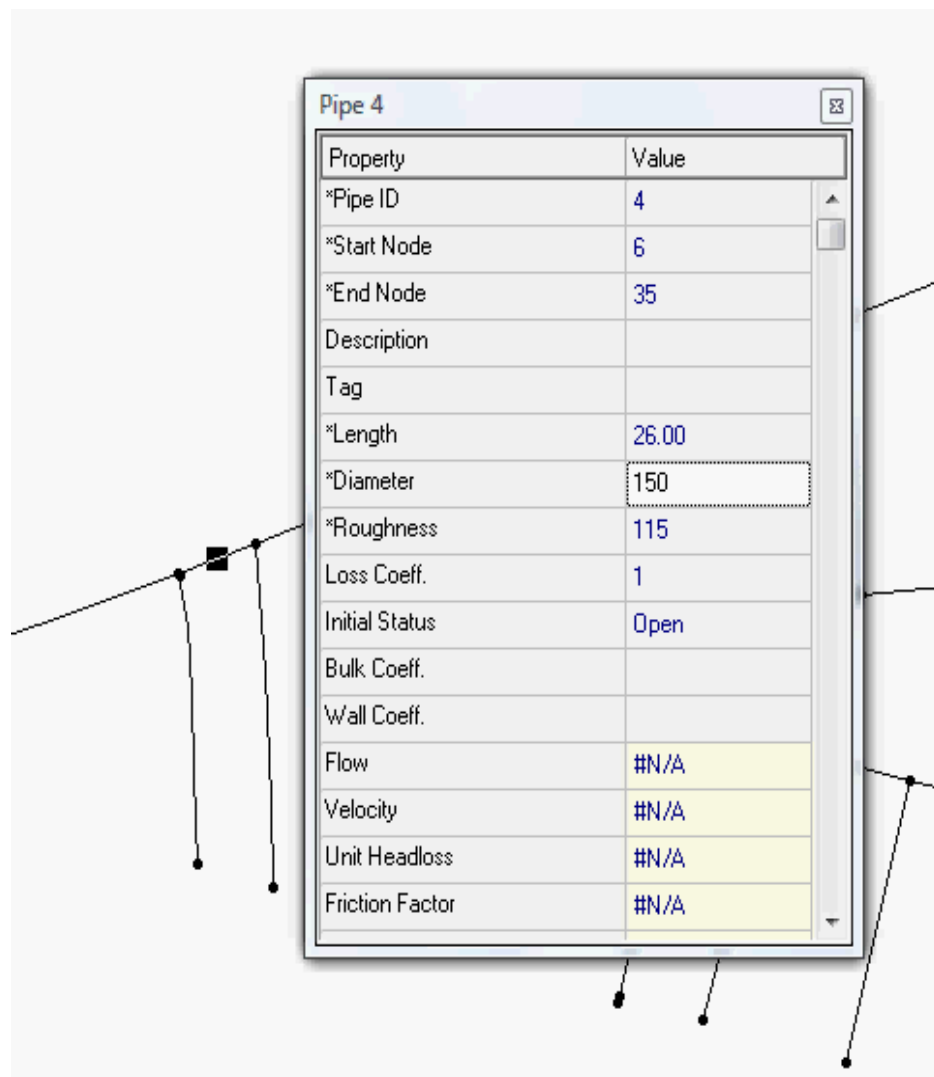 Pipe 4
Property Value
*Pipe ID 4
*Start Node 6
*End Node 35
Description
Tag
*Length 26.00
*Diameter 150
*Roughness 115
Loss Coeff. 1
Initial Status Open
Bulk Coeff.
Wall Coeff.
Flow #N/A
Velocity #N/A
Unit Headloss #N/A
Friction Factor #N/A